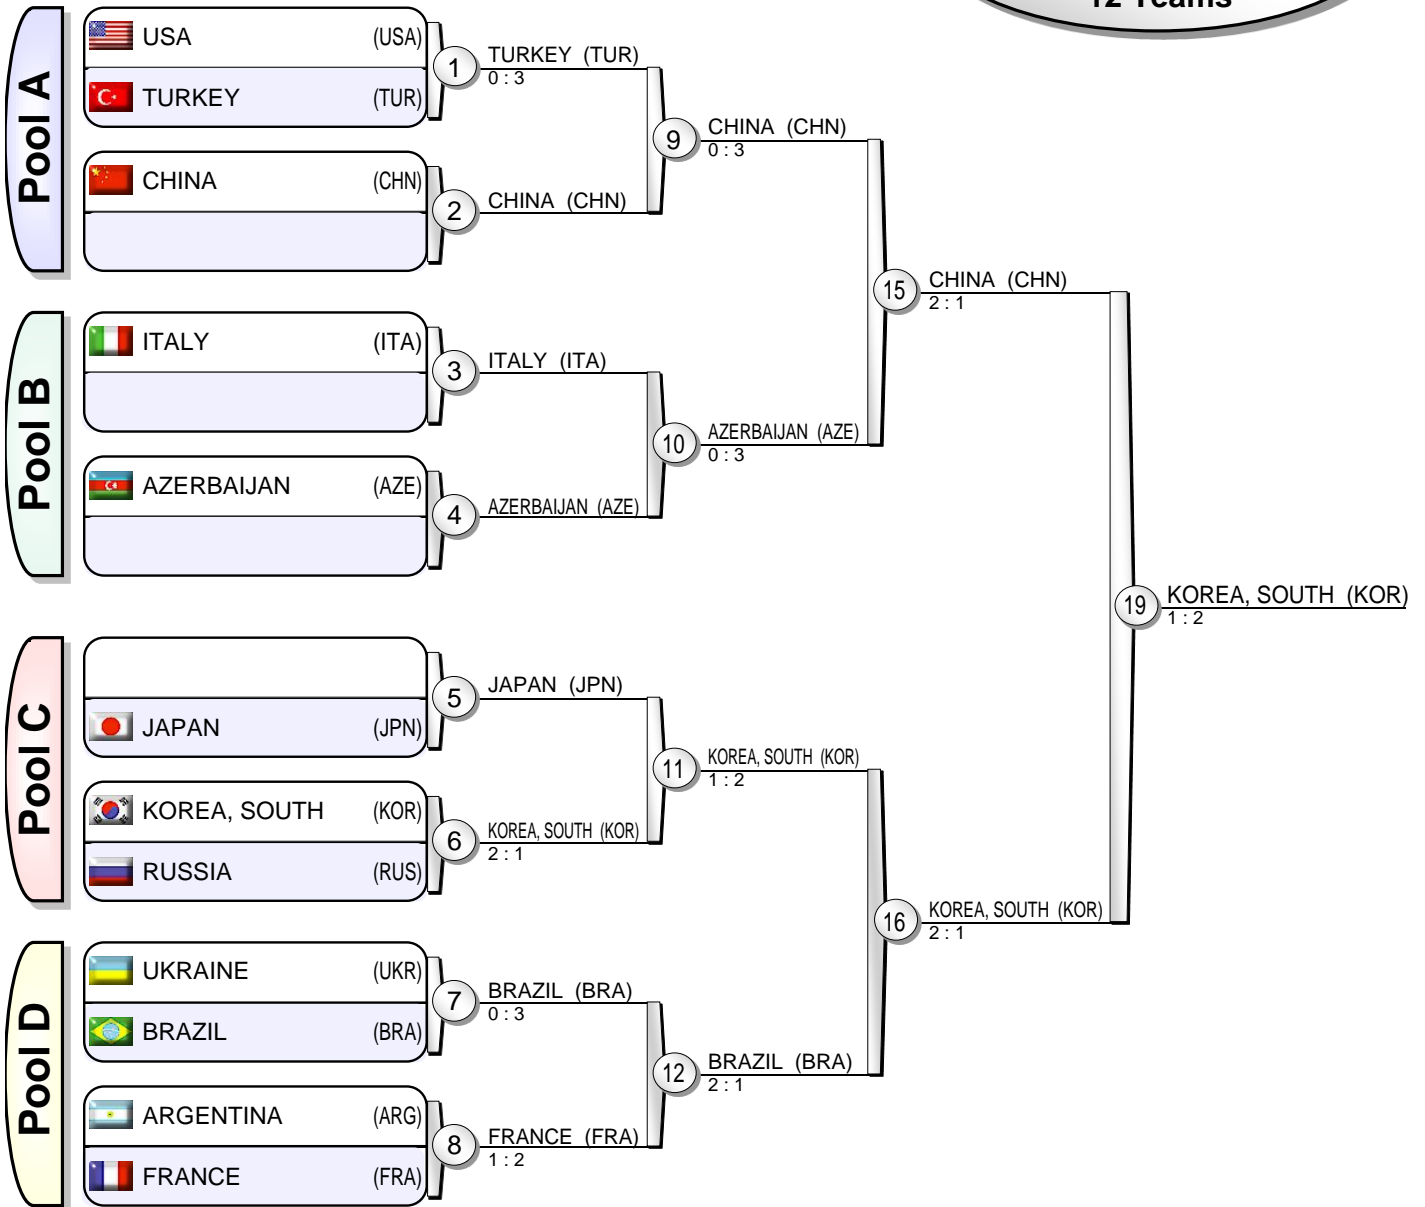 12 Teams
Pool A
USA (USA)
TURKEY (TUR)
1
TURKEY (TUR)
0 : 3
CHINA (CHN)
2
CHINA (CHN)
9
CHINA (CHN)
0 : 3
Pool B
ITALY (ITA)
3
ITALY (ITA)
AZERBAIJAN (AZE)
4
AZERBAIJAN (AZE)
10
AZERBAIJAN (AZE)
0 : 3
15
CHINA (CHN)
2 : 1
Pool C
JAPAN (JPN)
5
JAPAN (JPN)
KOREA, SOUTH (KOR)
RUSSIA (RUS)
6
KOREA, SOUTH (KOR)
2 : 1
11
KOREA, SOUTH (KOR)
1 : 2
Pool D
UKRAINE (UKR)
BRAZIL (BRA)
7
BRAZIL (BRA)
0 : 3
ARGENTINA (ARG)
FRANCE (FRA)
8
FRANCE (FRA)
1 : 2
12
BRAZIL (BRA)
2 : 1
16
KOREA, SOUTH (KOR)
2 : 1
19
KOREA, SOUTH (KOR)
1 : 2